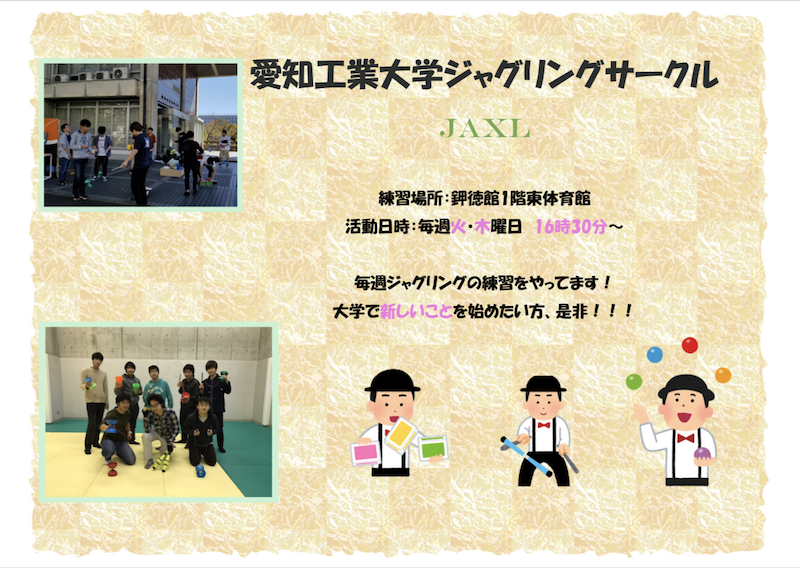 愛知工業大学ジャグリングサークル
JAXL
練習場所：鉀徳館1階東体育館
活動日時：毎週火・木曜日　16時30分～
毎週ジャグリングの練習をやってます！
大学で新しいことを始めたい方、是非！！！